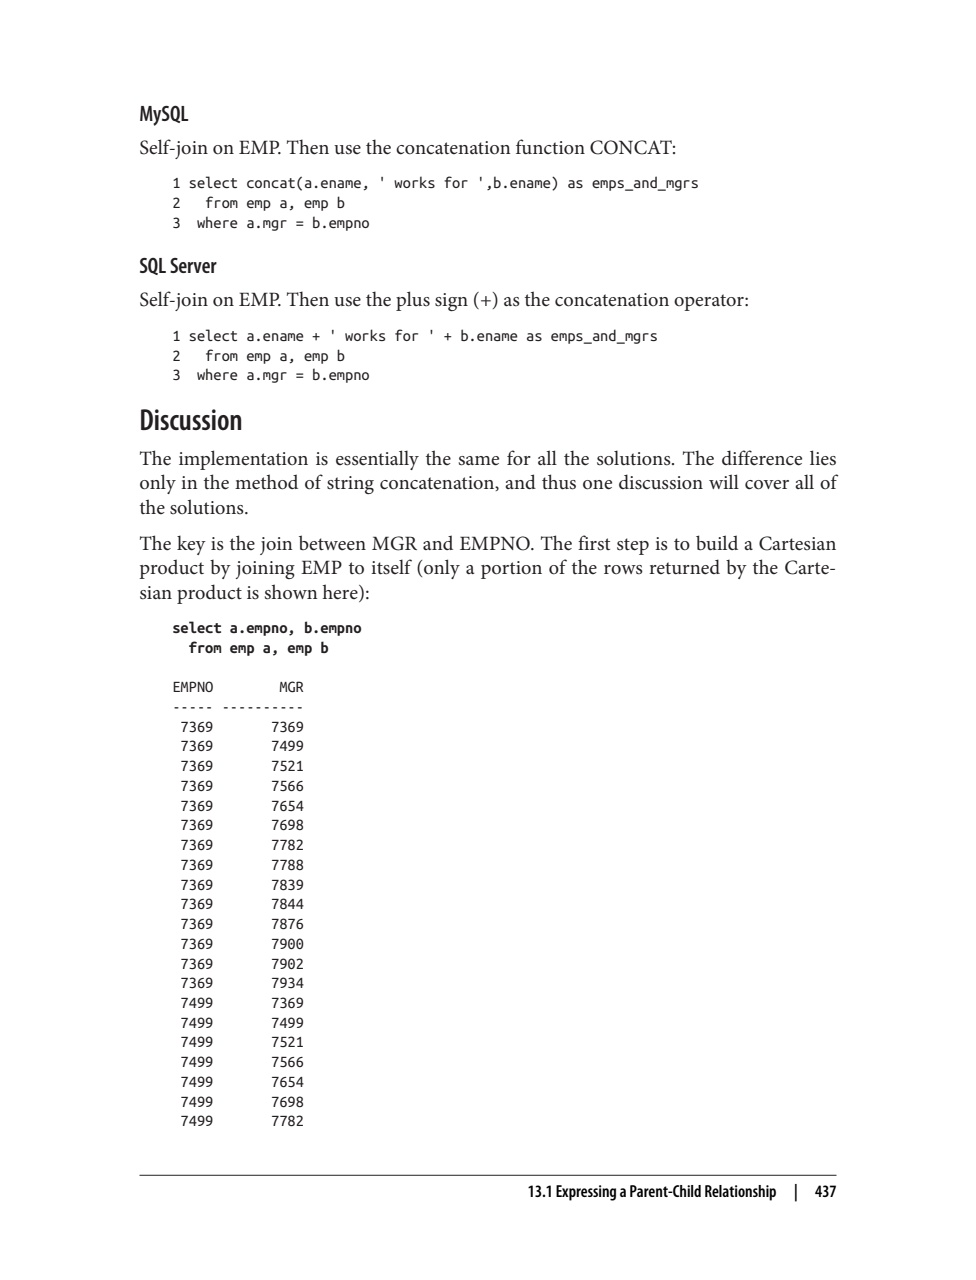 MySQL
Self-join on EMP. Then use the concatenation function CONCAT:
1 select concat(a.ename, ' works for ',b.ename) as emps_and_mgrs
2   from emp a, emp b
3  where a.mgr = b.empno
SQL Server
Self-join on EMP. Then use the plus sign (+) as the concatenation operator:
1 select a.ename + ' works for ' + b.ename as emps_and_mgrs
2   from emp a, emp b
3  where a.mgr = b.empno
Discussion
The implementation is essentially the same for all the solutions. The difference lies
only in the method of string concatenation, and thus one discussion will cover all of
the solutions.
The key is the join between MGR and EMPNO. The first step is to build a Cartesian
product by joining EMP to itself (only a portion of the rows returned by the Carte-
sian product is shown here):
select a.empno, b.empno
  from emp a, emp b
EMPNO        MGR
----- ----------
 7369       7369
 7369       7499
 7369       7521
 7369       7566
 7369       7654
 7369       7698
 7369       7782
 7369       7788
 7369       7839
 7369       7844
 7369       7876
 7369       7900
 7369       7902
 7369       7934
 7499       7369
 7499       7499
 7499       7521
 7499       7566
 7499       7654
 7499       7698
 7499       7782
13.1 Expressing a Parent-Child Relationship | 437